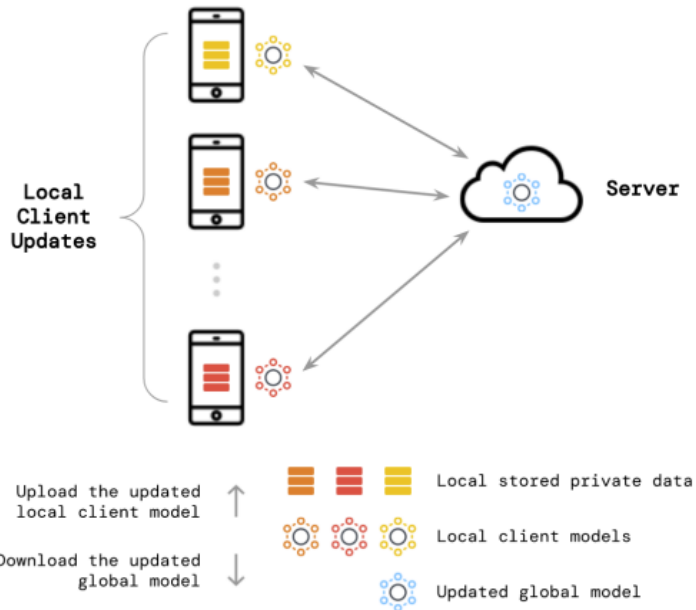 Local
Client
Updates
Server
Upload the updated
local client model
Download the updated
global model
Local stored private data
Local client models
Updated global model